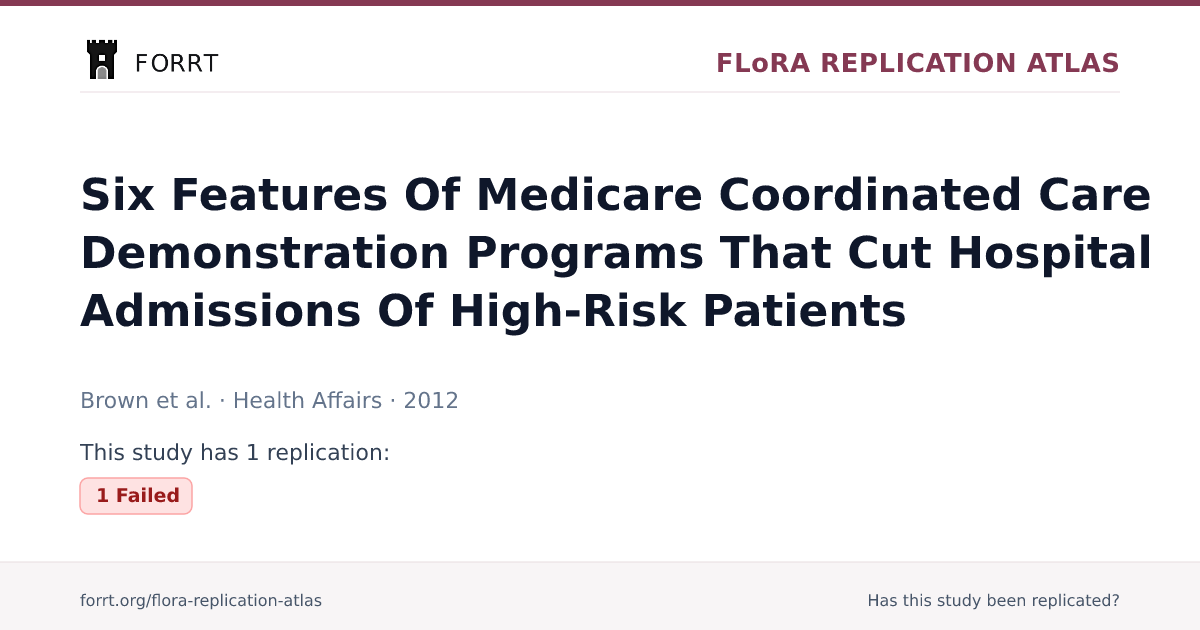 FORRT
FLoRA REPLICATION ATLAS
Six Features Of Medicare Coordinated Care
Demonstration Programs That Cut Hospital
Admissions Of High-Risk Patients
Brown et al. · Health Affairs · 2012
This study has 1 replication:
1 Failed
forrt.org/flora-replication-atlas
Has this study been replicated?